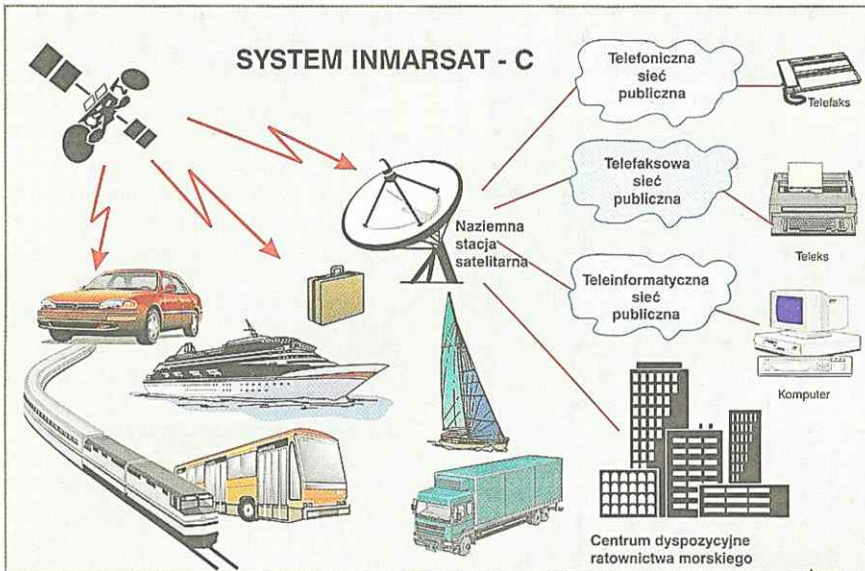 SYSTEM INMARSAT - C
Telefoniczna
sieć
publiczna
Telefaks
Telefaksowa
sieć
publiczna
Teleks
Naziemna
stacja
satelitarna
Teleinformatyczna
sieć
publiczna
Komputer
Centrum dyspozycyjne
ratownictwa morskiego